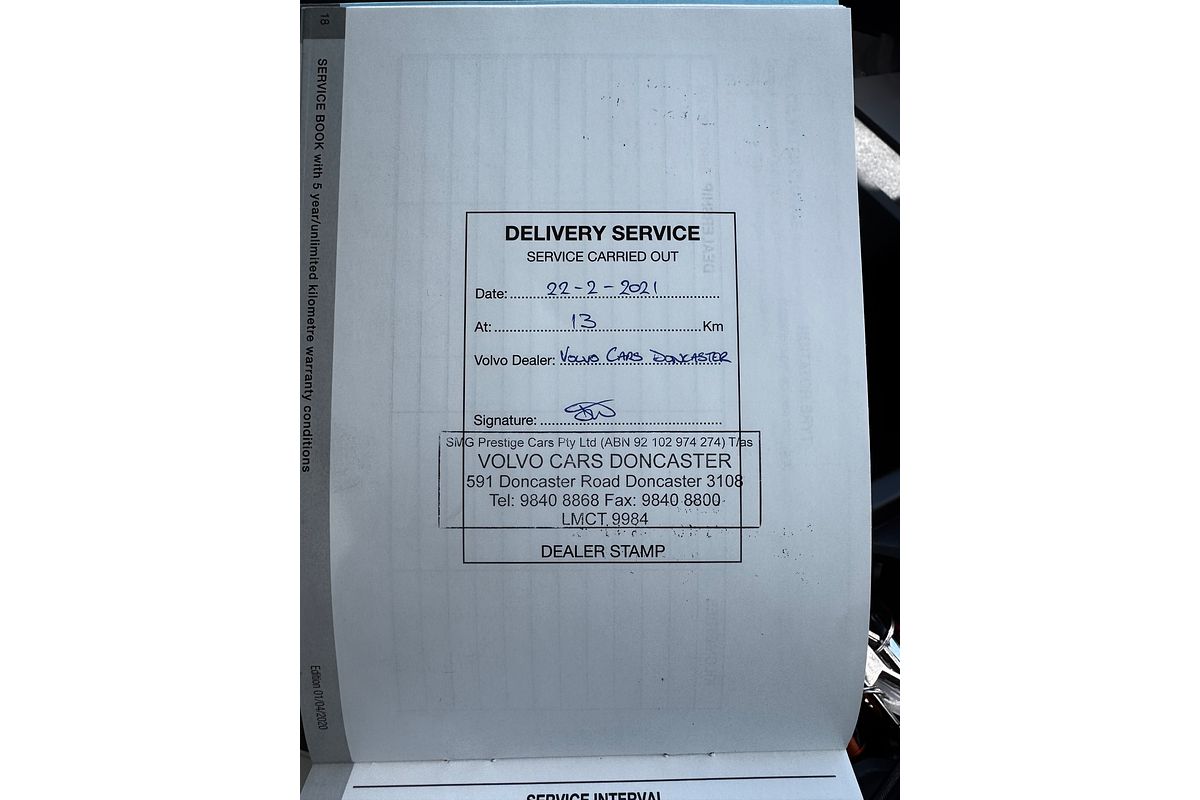 18
SERVICE BOOK with 5 year/unlimited kilometre warranty conditions
Edition 01/04/2020
DELIVERY SERVICE
SERVICE CARRIED OUT
Date: 22-2-2021
At: 13 Km
Volvo Dealer: VOLVO CARS DONCASTER
Signature:
SMG Prestige Cars Pty Ltd (ABN 92 102 974 274) T/as
VOLVO CARS DONCASTER
591 Doncaster Road Doncaster 3108
Tel: 9840 8868 Fax: 9840 8800
LMCT 9984
DEALER STAMP
SERVICE INTERVAL